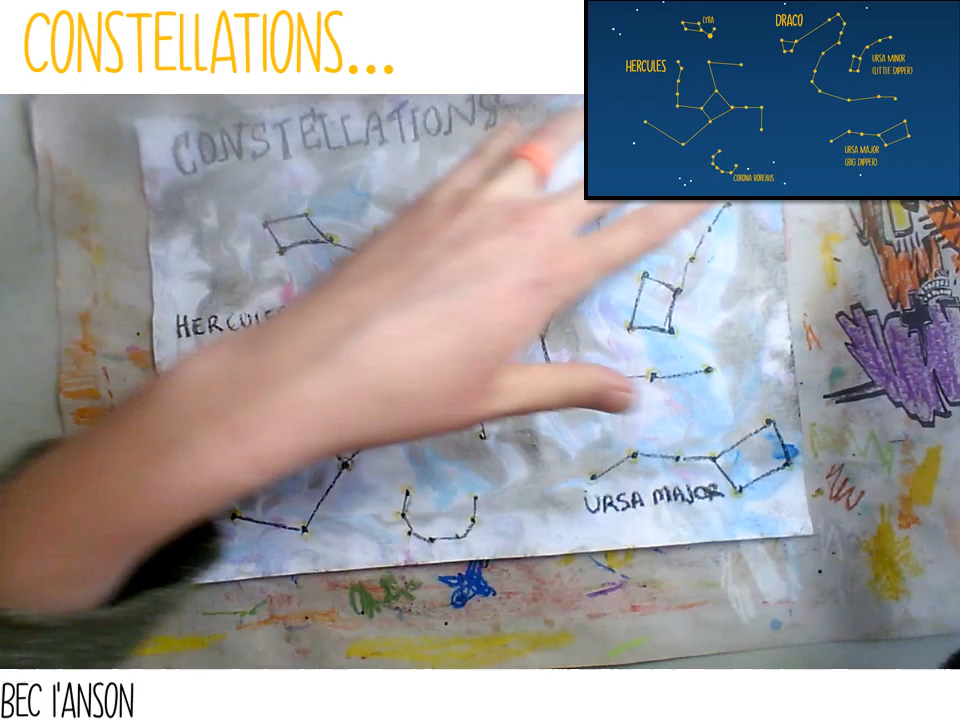 CONSTELLATIONS...
LYRA
DRACO
HERCULES
URSA MINOR
(LITTLE DIPPER)
URSA MAJOR
(BIG DIPPER)
CORONA BOREALIS
CONSTELLATIONS
HERCULES
URSA MAJOR
BEC I'ANSON